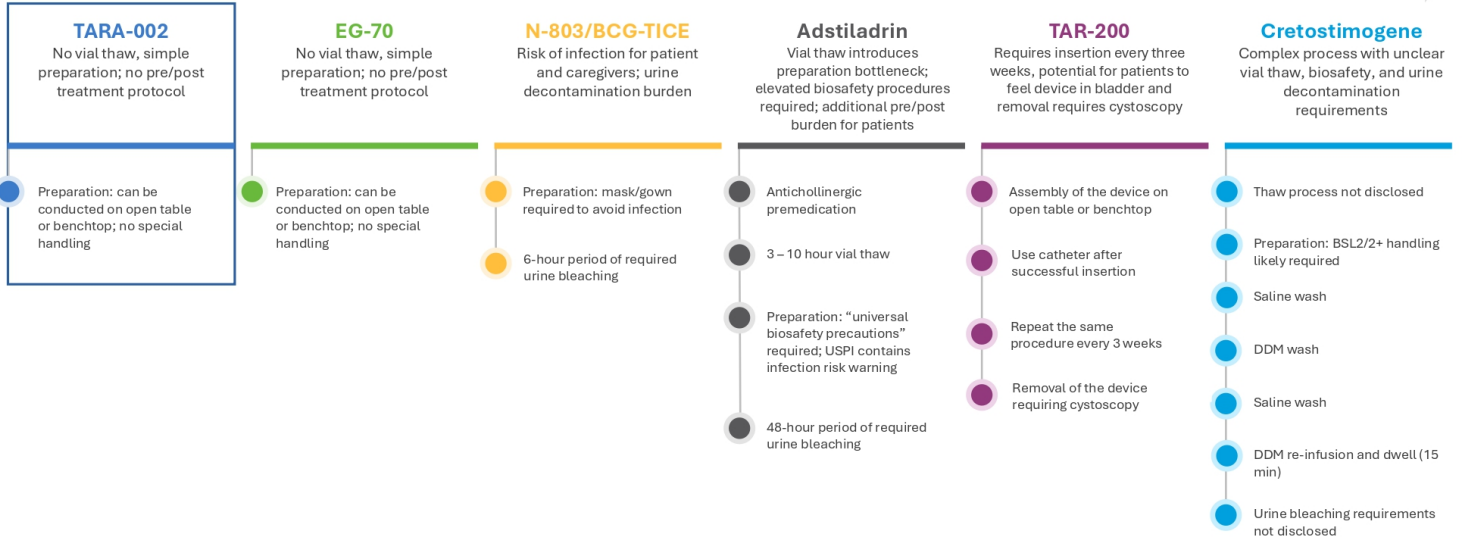 TARA-002
No vial thaw, simple
preparation; no pre/post
treatment protocol
Preparation: can be
conducted on open table
or benchtop; no special
handling
EG-70
No vial thaw, simple
preparation; no pre/post
treatment protocol
Preparation: can be
conducted on open table
or benchtop; no special
handling
N-803/BCG-TICE
Risk of infection for patient
and caregivers; urine
decontamination burden
Preparation: mask/gown
required to avoid infection
6-hour period of required
urine bleaching
Adstiladrin
Vial thaw introduces
preparation bottleneck;
elevated biosafety procedures
required; additional pre/post
burden for patients
Antichollinergic
premedication
3 – 10 hour vial thaw
Preparation: “universal
biosafety precautions”
required; USPI contains
infection risk warning
48-hour period of required
urine bleaching
TAR-200
Requires insertion every three
weeks, potential for patients to
feel device in bladder and
removal requires cystoscopy
Assembly of the device on
open table or benchtop
Use catheter after
successful insertion
Repeat the same
procedure every 3 weeks
Removal of the device
requiring cystoscopy
Cretostimogene
Complex process with unclear
vial thaw, biosafety, and urine
decontamination
requirements
Thaw process not disclosed
Preparation: BSL2/2+ handling
likely required
Saline wash
DDM wash
Saline wash
DDM re-infusion and dwell (15
min)
Urine bleaching requirements
not disclosed